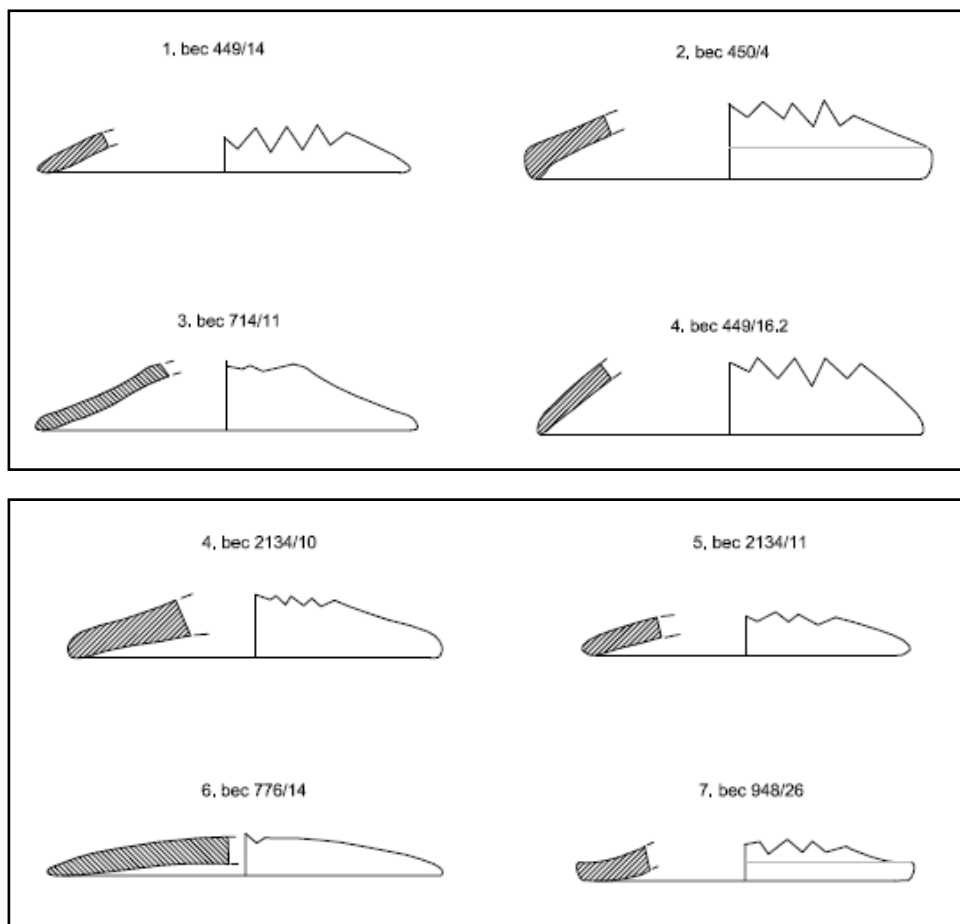 1, bec 449/14
2, bec 450/4
3. bec 714/11
4. bec 449/16.2
4, bec 2134/10
5, bec 2134/11
6, bec 776/14
7, bec 948/26